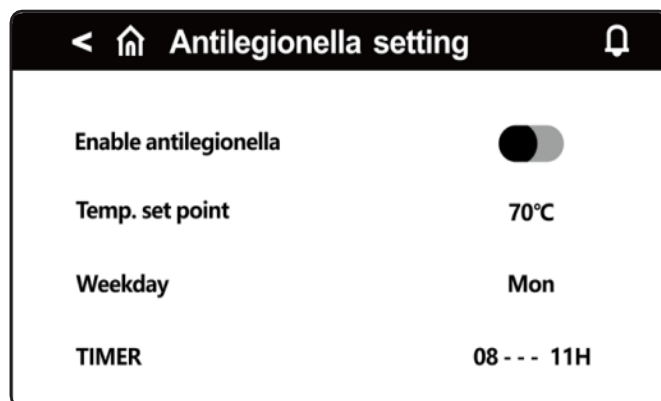 < Antilegionella setting
Enable antilegionella
Temp. set point 70°C
Weekday Mon
TIMER 08 - - - 11H